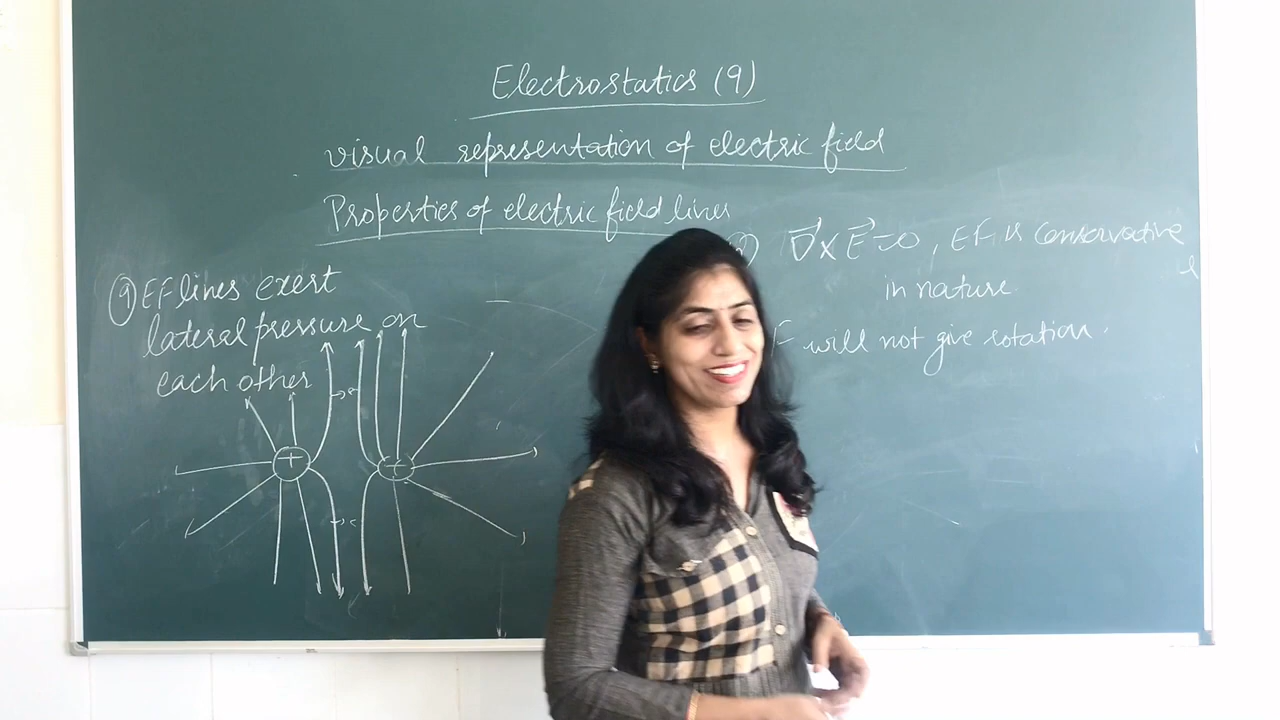 Electrostatics (9)
visual representation of electric field
Properties of electric field lines
9) EF lines exert
lateral pressure on
each other
+
+
∇⃗ x E⃗ = 0, EF is conservative
in nature
F will not give rotation.